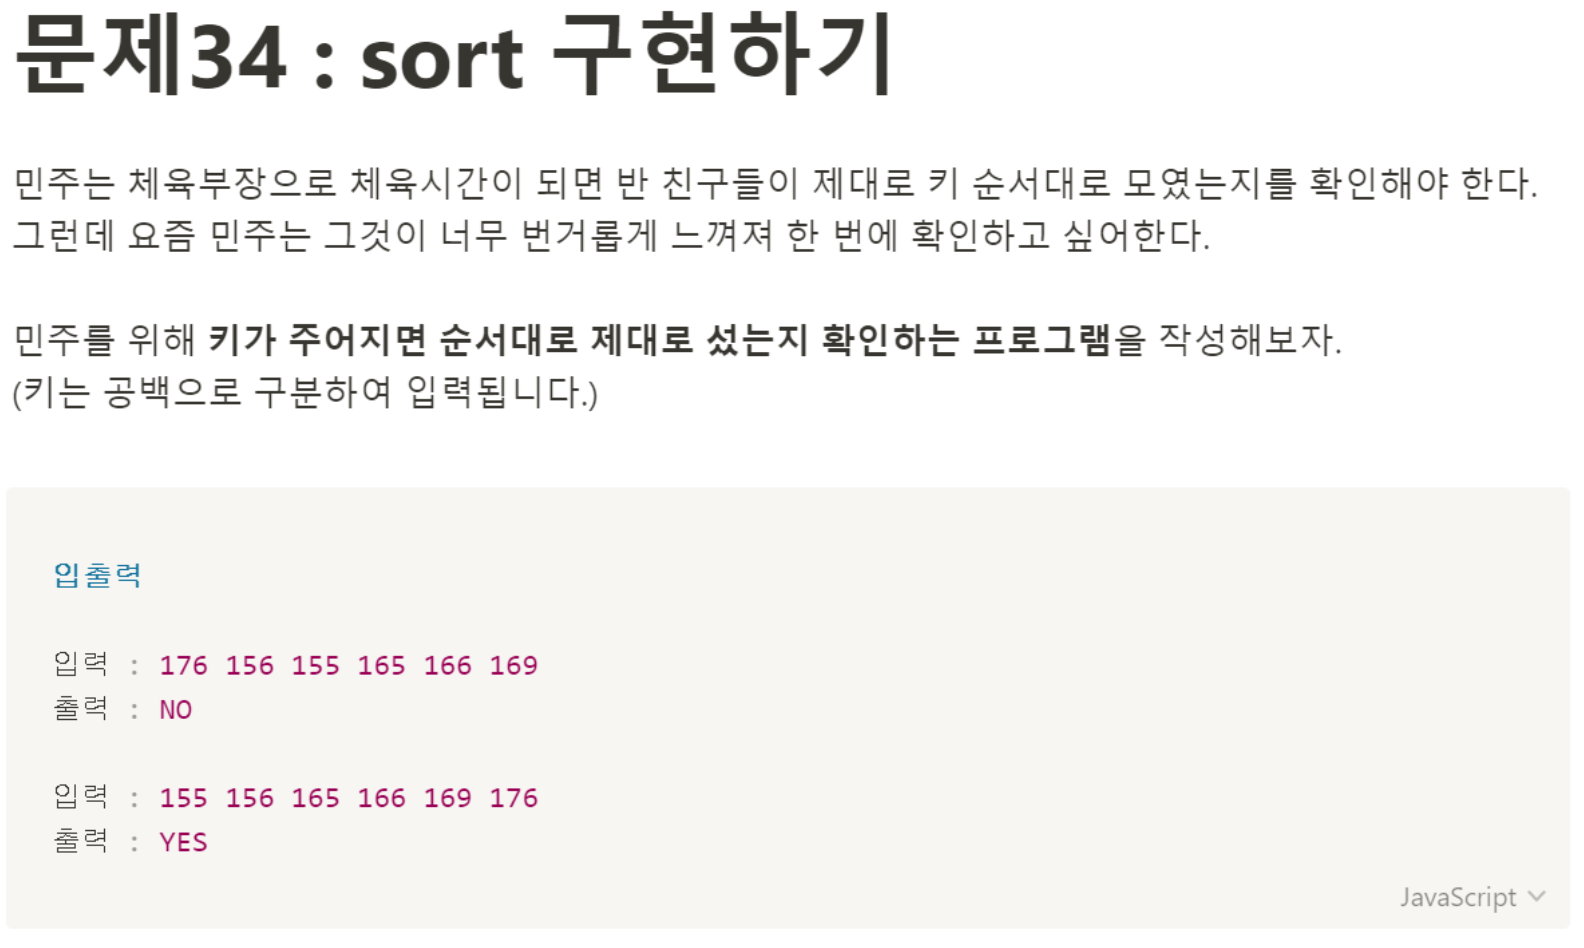 문제34 : sort 구현하기
민주는 체육부장으로 체육시간이 되면 반 친구들이 제대로 키 순서대로 모였는지를 확인해야 한다.
그런데 요즘 민주는 그것이 너무 번거롭게 느껴져 한 번에 확인하고 싶어한다.
민주를 위해 키가 주어지면 순서대로 제대로 섰는지 확인하는 프로그램을 작성해보자.
(키는 공백으로 구분하여 입력됩니다.)
입출력
입력 : 176 156 155 165 166 169
출력 : NO
입력 : 155 156 165 166 169 176
출력 : YES
JavaScript